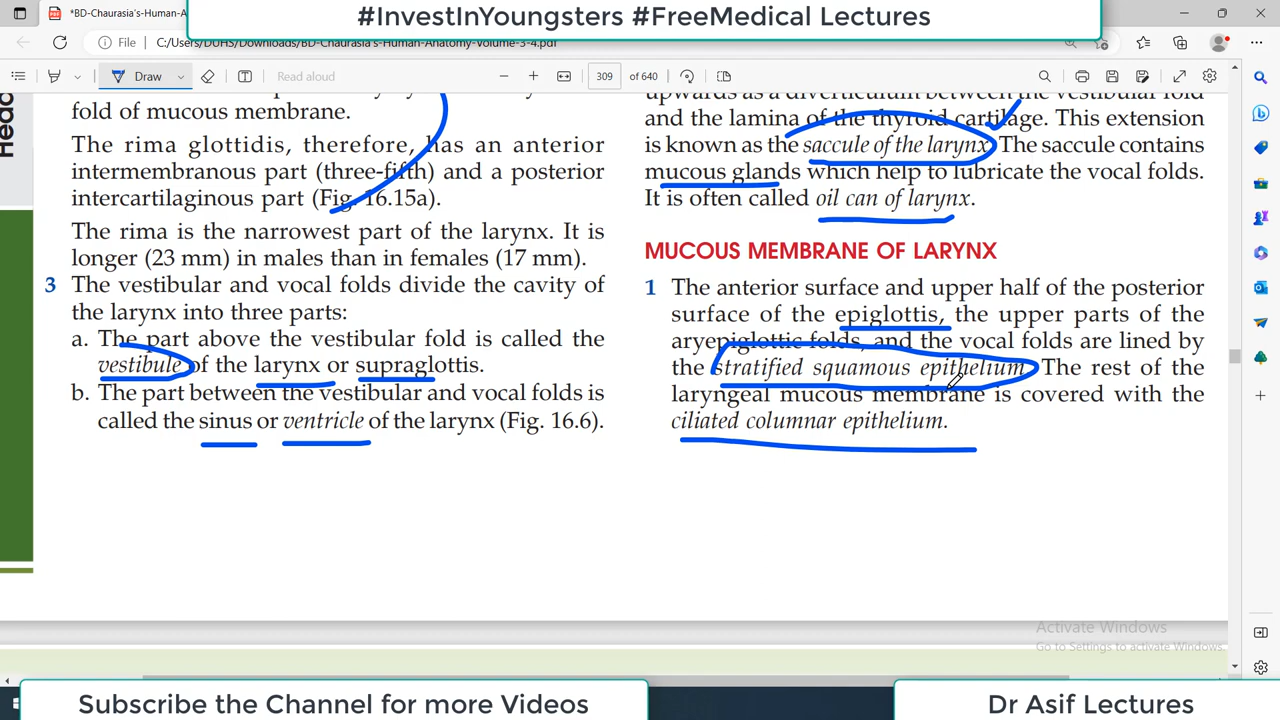 #InvestInYoungsters #FreeMedical Lectures
*BD-Chaurasia's-Human-A
File C:/Users/DUHS/Downloads/BD-Chaurasia's-Human-Anatomy-Volume-3-4.pdf
Draw Read aloud 309 of 640
Head
fold of mucous membrane.
The rima glottidis, therefore, has an anterior
intermembranous part (three-fifth) and a posterior
intercartilaginous part (Fig. 16.15a).
The rima is the narrowest part of the larynx. It is
longer (23 mm) in males than in females (17 mm).
3 The vestibular and vocal folds divide the cavity of
the larynx into three parts:
a. The part above the vestibular fold is called the
vestibule of the larynx or supraglottis.
b. The part between the vestibular and vocal folds is
called the sinus or ventricle of the larynx (Fig. 16.6).
upwards as a diverticulum between the vestibular fold
and the lamina of the thyroid cartilage. This extension
is known as the saccule of the larynx. The saccule contains
mucous glands which help to lubricate the vocal folds.
It is often called oil can of larynx.
MUCOUS MEMBRANE OF LARYNX
1 The anterior surface and upper half of the posterior
surface of the epiglottis, the upper parts of the
aryepiglottic folds, and the vocal folds are lined by
the stratified squamous epithelium. The rest of the
laryngeal mucous membrane is covered with the
ciliated columnar epithelium.
Activate Windows
Go to Settings to activate Windows.
Subscribe the Channel for more Videos
Dr Asif Lectures